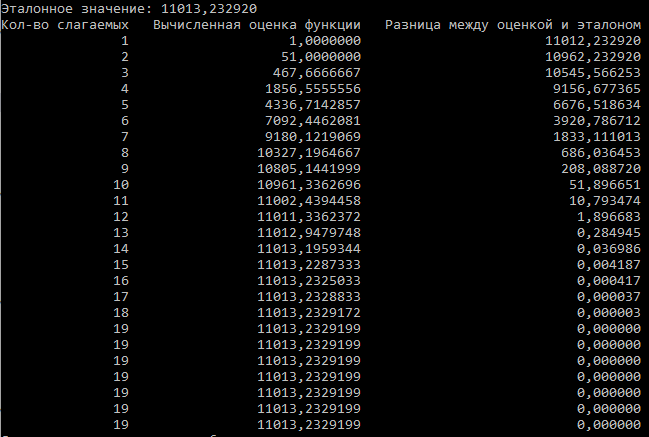 Эталонное значение: 11013,232920
Кол-во слагаемых Вычисленная оценка функции Разница между оценкой и эталоном
1 1,0000000 11012,232920
2 51,0000000 10962,232920
3 467,6666667 10545,566253
4 1856,5555556 9156,677365
5 4336,7142857 6676,518634
6 7092,4462081 3920,786712
7 9180,1219069 1833,111013
8 10327,1964667 686,036453
9 10805,1441999 208,088720
10 10961,3362696 51,896651
11 11002,4394458 10,793474
12 11011,3362372 1,896683
13 11012,9479748 0,284945
14 11013,1959344 0,036986
15 11013,2287333 0,004187
16 11013,2325033 0,000417
17 11013,2328833 0,000037
18 11013,2329172 0,000003
19 11013,2329199 0,000000
19 11013,2329199 0,000000
19 11013,2329199 0,000000
19 11013,2329199 0,000000
19 11013,2329199 0,000000
19 11013,2329199 0,000000
19 11013,2329199 0,000000